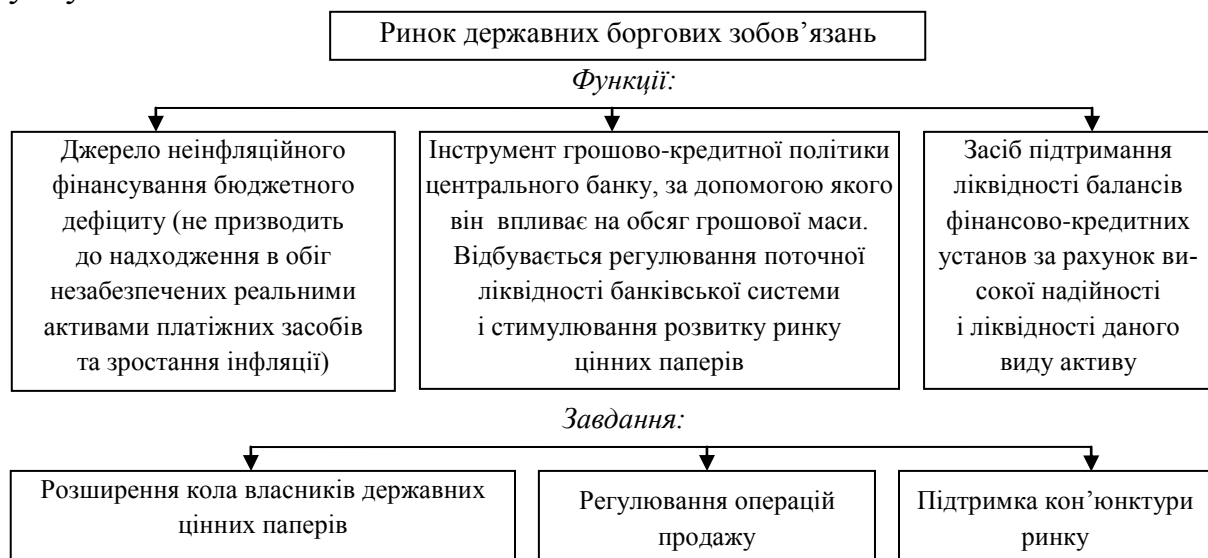 Ринок державних боргових зобов’язань
Функції:
Джерело неінфляційного
фінансування бюджетного
дефіциту (не призводить
до надходження в обіг
незабезпечених реальними
активами платіжних засобів
та зростання інфляції)
Інструмент грошово-кредитної політики
центрального банку, за допомогою якого
він впливає на обсяг грошової маси.
Відбувається регулювання поточної
ліквідності банківської системи
і стимулювання розвитку ринку
цінних паперів
Засіб підтримання
ліквідності балансів
фінансово-кредитних
установ за рахунок ви-
сокої надійності
і ліквідності даного
виду активу
Завдання:
Розширення кола власників державних
цінних паперів
Регулювання операцій
продажу
Підтримка кон’юнктури
ринку